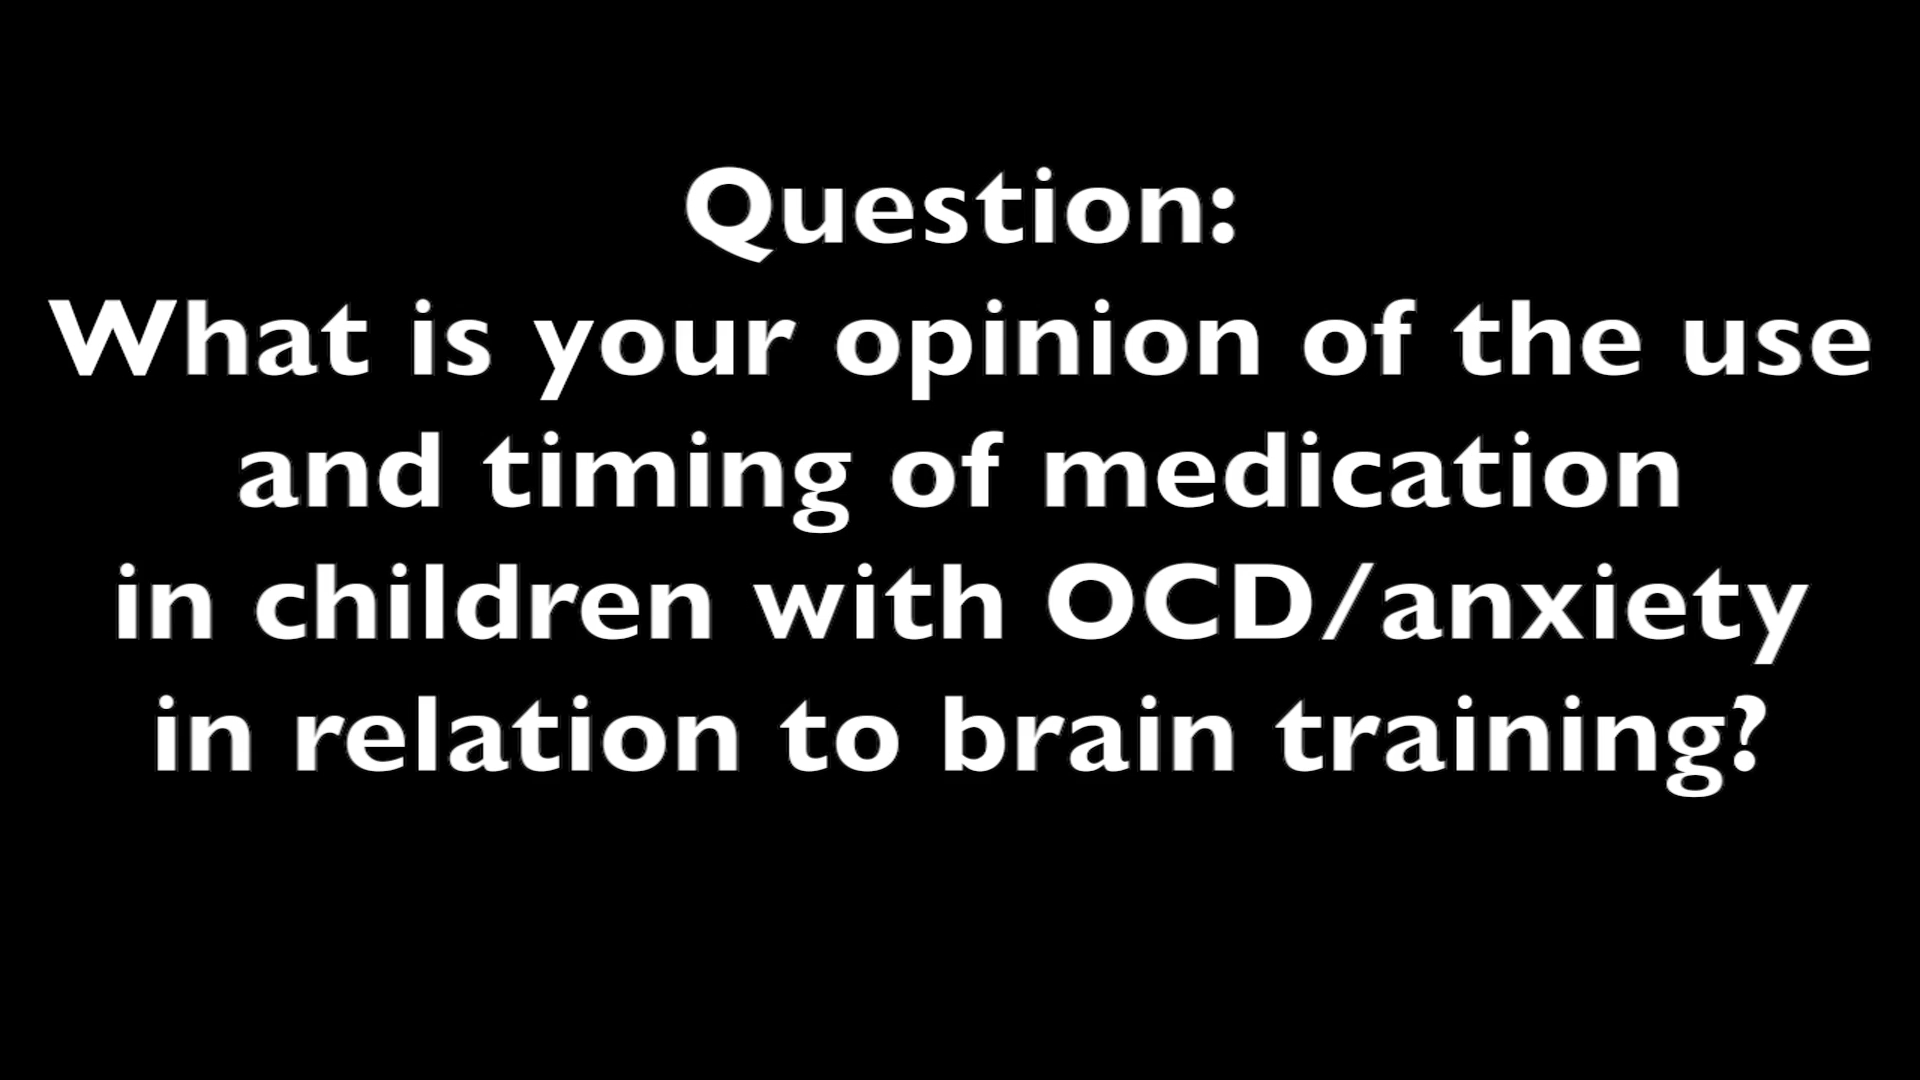 Question:
What is your opinion of the use
and timing of medication
in children with OCD/anxiety
in relation to brain training?